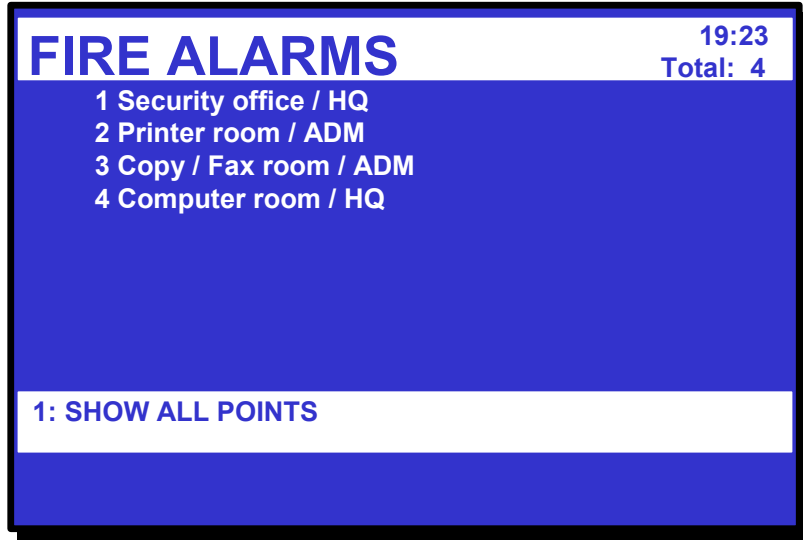 FIRE ALARMS
19:23
Total: 4
1 Security office / HQ
2 Printer room / ADM
3 Copy / Fax room / ADM
4 Computer room / HQ
1: SHOW ALL POINTS